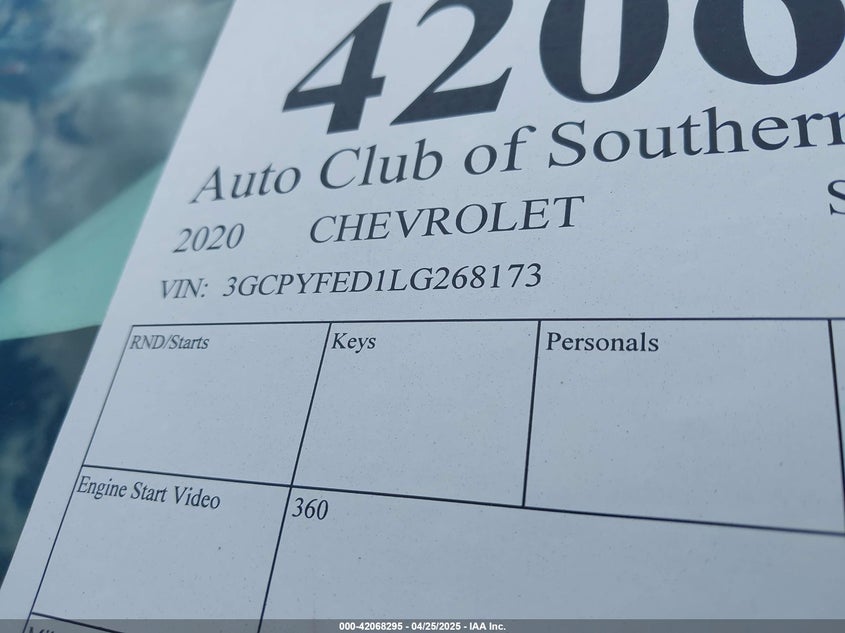 4206
Auto Club of Southern
2020 CHEVROLET S
VIN: 3GCPYFED1LG268173
RND/Starts Keys Personals
Engine Start Video 360
000-42068295 - 04/25/2025 - IAA Inc.